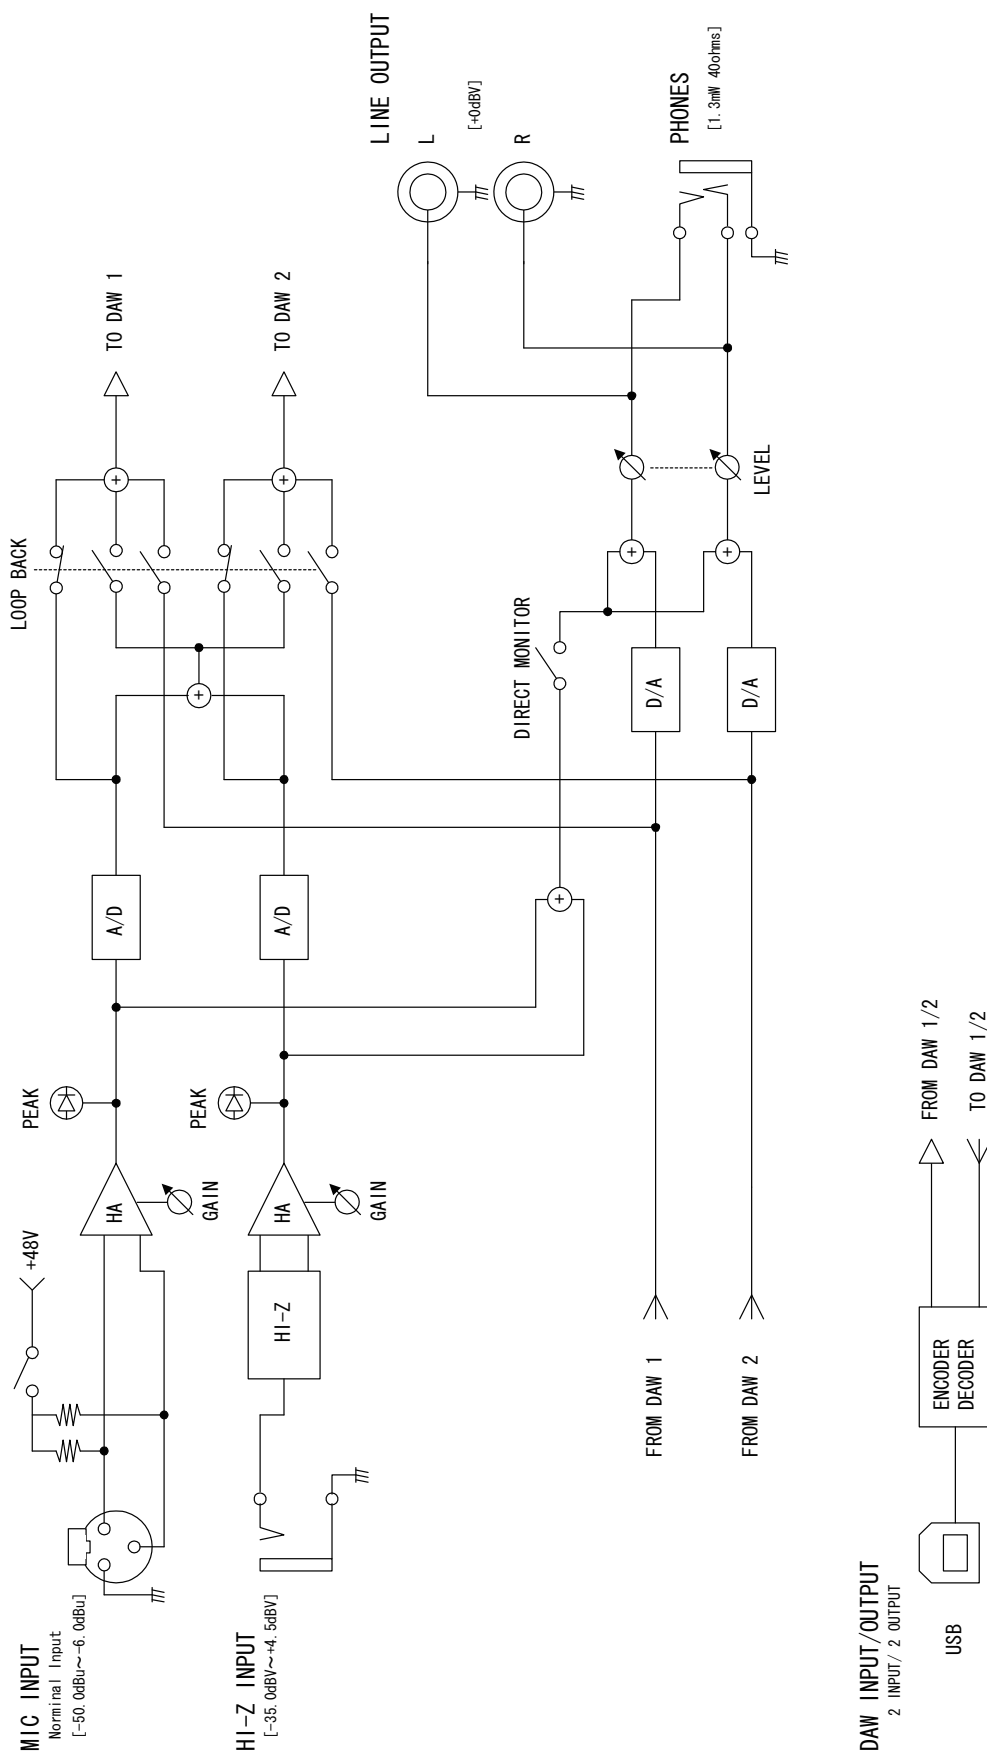 MIC INPUT
Norminal Input
[-50.0dBu~-6.0dBu]
+48V
HA
GAIN
PEAK
A/D
LOOP BACK
TO DAW 1
HI-Z INPUT
[-35.0dBV~+4.5dBV]
HI-Z
HA
GAIN
PEAK
A/D
TO DAW 2
LINE OUTPUT
L
[+0dBV]
R
DIRECT MONITOR
FROM DAW 1
D/A
FROM DAW 2
D/A
LEVEL
PHONES
[1.3mW 40ohms]
DAW INPUT/OUTPUT
2 INPUT/ 2 OUTPUT
USB
ENCODER
DECODER
FROM DAW 1/2
TO DAW 1/2